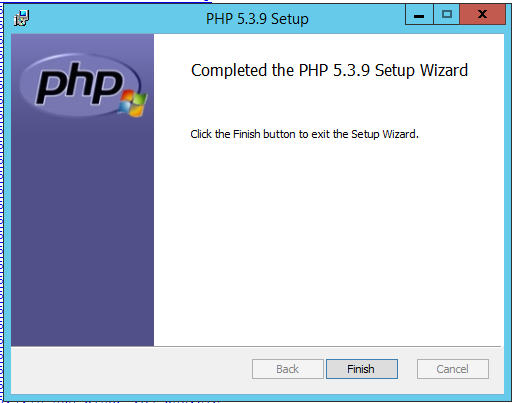 PHP 5.3.9 Setup
php
Completed the PHP 5.3.9 Setup Wizard
Click the Finish button to exit the Setup Wizard.
Back
Finish
Cancel